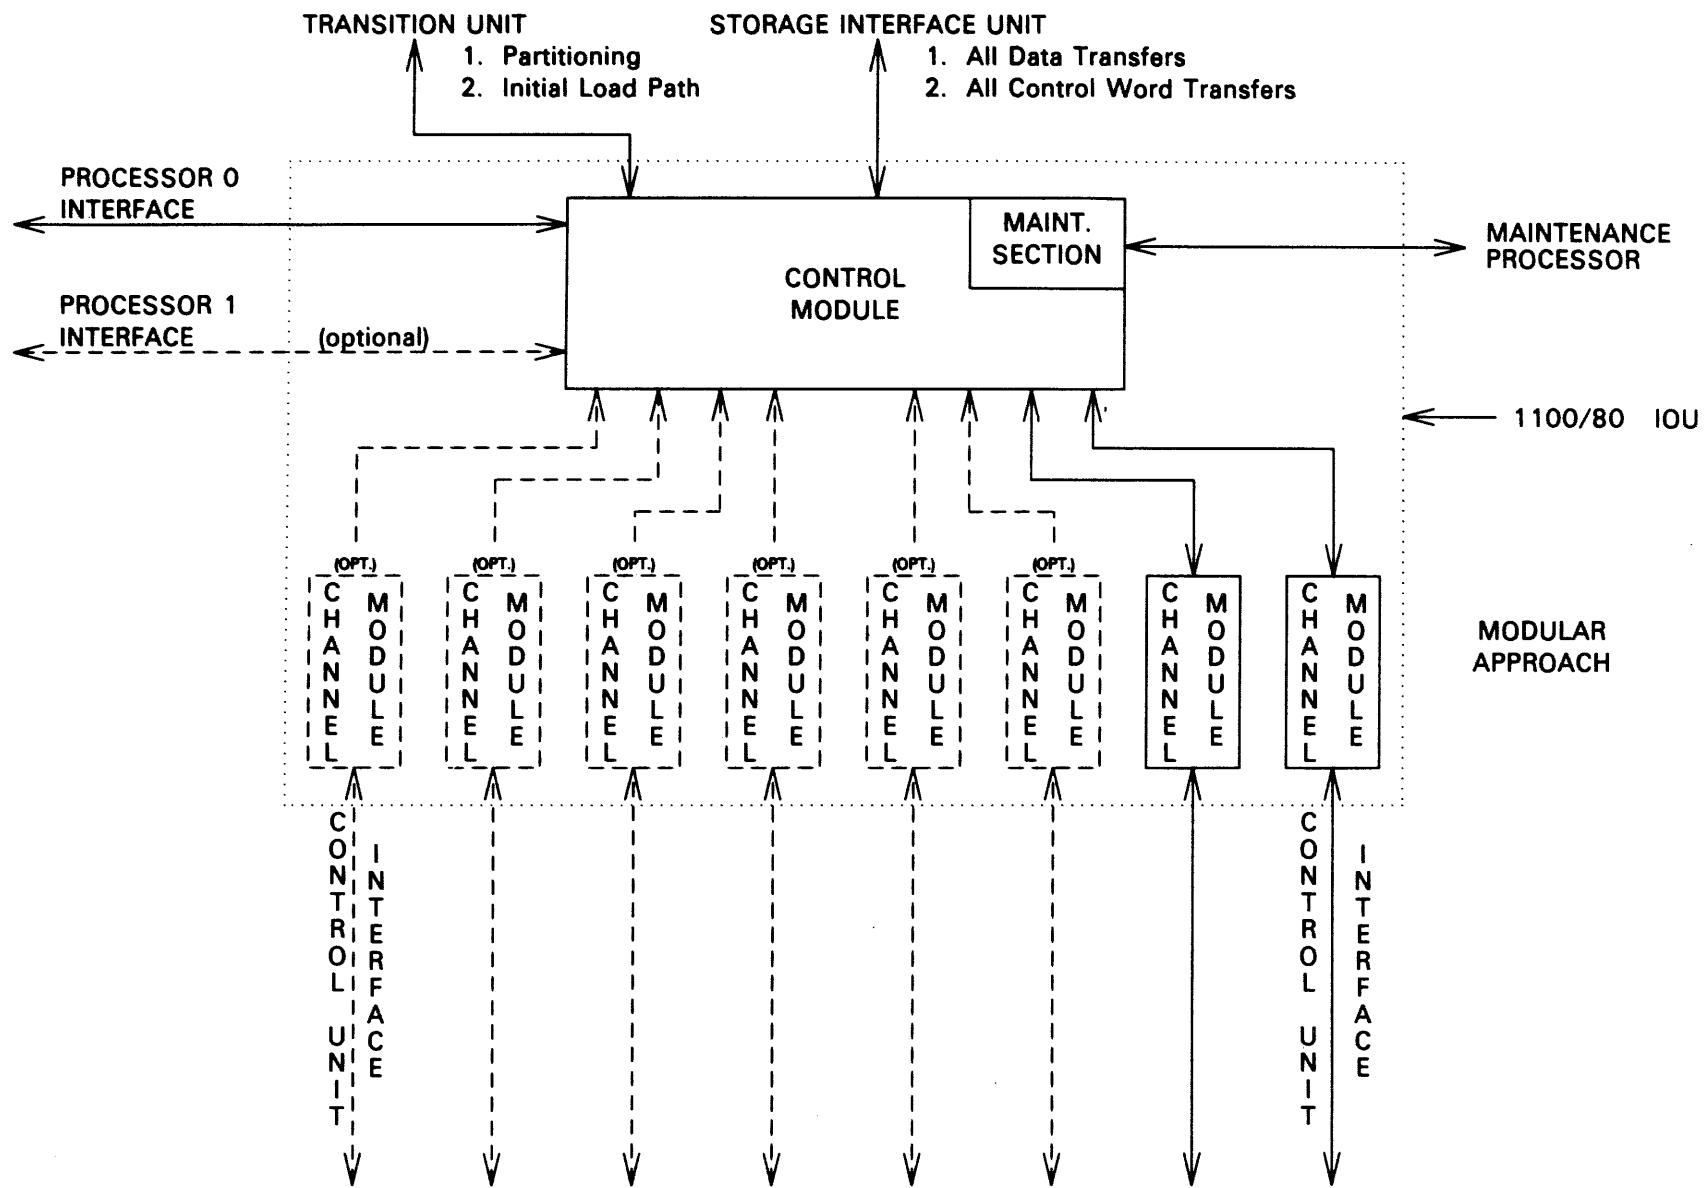 TRANSITION UNIT
1. Partitioning
2. Initial Load Path
STORAGE INTERFACE UNIT
1. All Data Transfers
2. All Control Word Transfers
PROCESSOR 0
INTERFACE
PROCESSOR 1
INTERFACE
(optional)
MAINT.
SECTION
CONTROL
MODULE
MAINTENANCE
PROCESSOR
1100/80 IOU
(OPT.)
CHANNEL
MODULE
(OPT.)
CHANNEL
MODULE
(OPT.)
CHANNEL
MODULE
(OPT.)
CHANNEL
MODULE
(OPT.)
CHANNEL
MODULE
(OPT.)
CHANNEL
MODULE
CHANNEL
MODULE
CHANNEL
MODULE
MODULAR
APPROACH
CONTROL UNIT
INTERFACE
CONTROL UNIT
INTERFACE